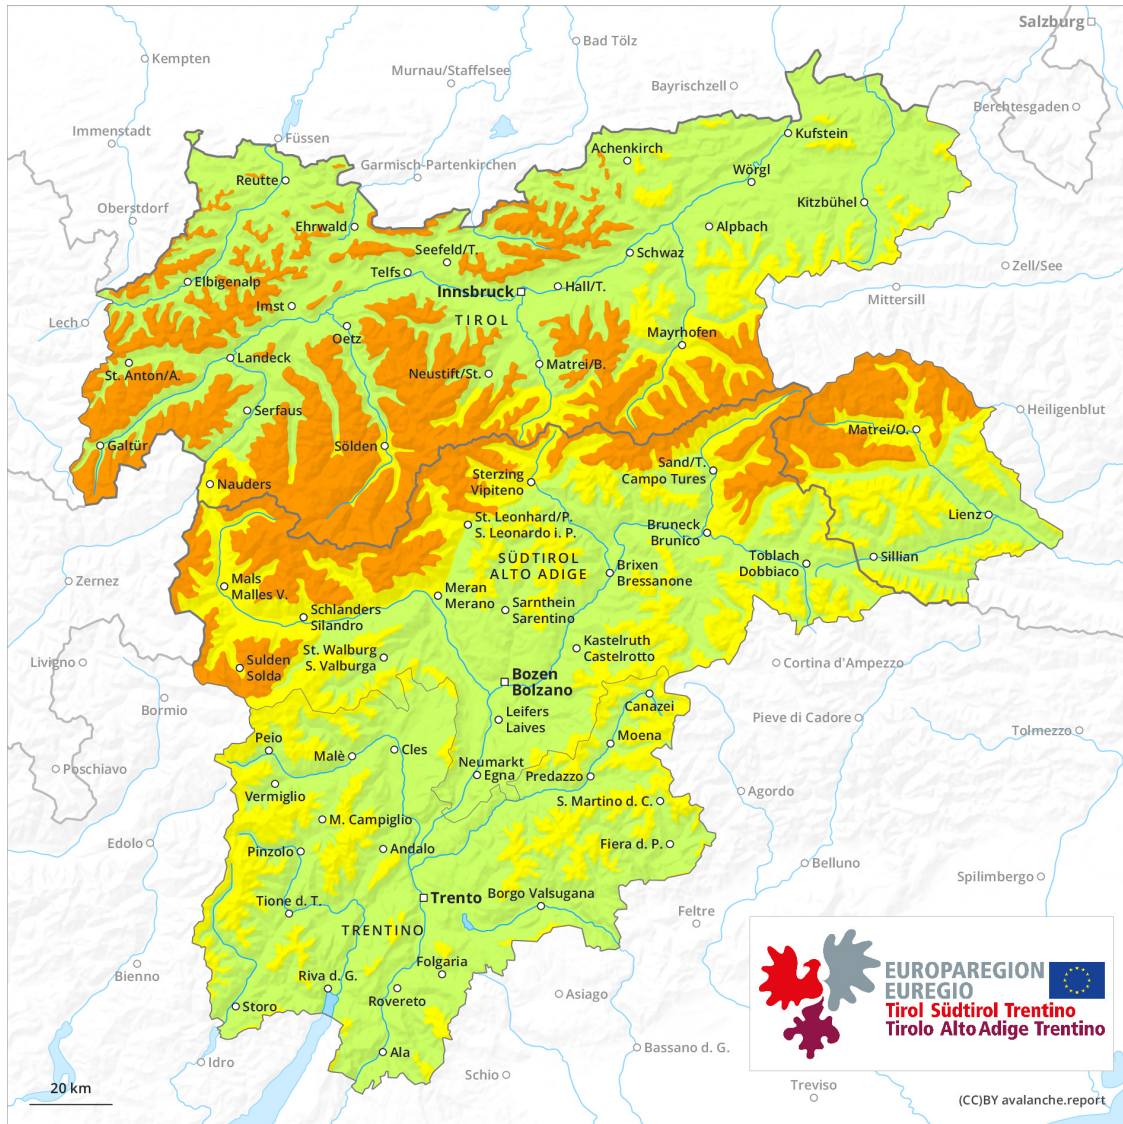 Salzburg
Bad Tölz
Kempten
Murnau/Staffelsee
Bayrischzell
Berchtesgaden
Immenstadt
Füssen
Kufstein
Achenkirch
Garmisch-Partenkirchen
Wörgl
Reutte
Kitzbühel
Oberstdorf
Ehrwald
Alpbach
Seefeld/T.
Schwaz
Telfs
Zell/See
Elbigenalp
Hall/T.
Innsbruck
Mittersill
Imst
TIROL
Lech
Oetz
Mayrhofen
Landeck
Matrei/B.
St. Anton/A.
Neustift/St.
Serfaus
Heiligenblut
Matrei/O.
Galtür
Sölden
Sand/T.
Campo Tures
Sterzing
Vipiteno
Nauders
Lienz
St. Leonhard/P.
S. Leonardo i. P.
Bruneck
Brunico
SÜDTIROL
ALTO ADIGE
Toblach
Dobbiaco
Sillian
Brixen
Bressanone
Zernez
Mals
Malles V.
Meran
Merano
Sarnthein
Sarentino
Schlanders
Silandro
Kastelruth
Castelrotto
St. Walburg
S. Valburga
Livigno
Sulden
Solda
Cortina d'Ampezzo
Bozen
Bolzano
Bormio
Canazei
Leifers
Laives
Pieve di Cadore
Tolmezzo
Peio
Moena
Cles
Malè
Neumarkt
Egna
Poschiavo
Predazzo
Vermiglio
Agordo
S. Martino d. C.
M. Campiglio
Edolo
Fiera d. P.
Pinzolo
Andalo
Belluno
Spilimbergo
Borgo Valsugana
Trento
Tione d. T.
Feltre
TRENTINO
Folgaria
Bienno
Riva d. G.
EUROPAREGION
EUREGIO
Tirol Südtirol Trentino
Tirolo Alto Adige Trentino
Asiago
Rovereto
Storo
Bassano d. G.
Ala
Idro
Schio
Treviso
20 km
(CC)BY avalanche.report